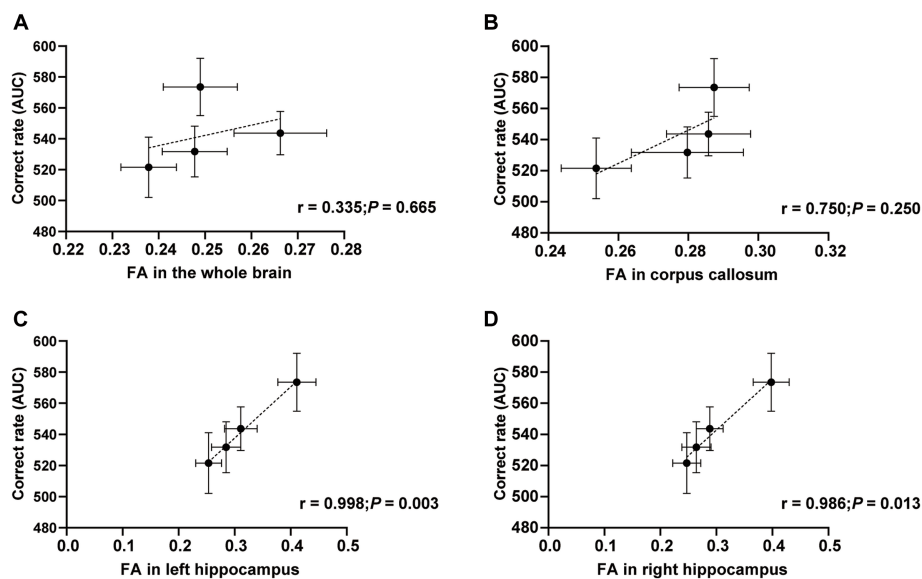 A
Correct rate (AUC)
600
580
560
540
520
500
480
0.22 0.23 0.24 0.25 0.26 0.27 0.28
r = 0.335;P = 0.665
FA in the whole brain
B
Correct rate (AUC)
600
580
560
540
520
500
480
0.24 0.26 0.28 0.30 0.32
r = 0.750;P = 0.250
FA in corpus callosum
C
Correct rate (AUC)
600
580
560
540
520
500
480
0.0 0.1 0.2 0.3 0.4 0.5
r = 0.998;P = 0.003
FA in left hippocampus
D
Correct rate (AUC)
600
580
560
540
520
500
480
0.0 0.1 0.2 0.3 0.4 0.5
r = 0.986;P = 0.013
FA in right hippocampus